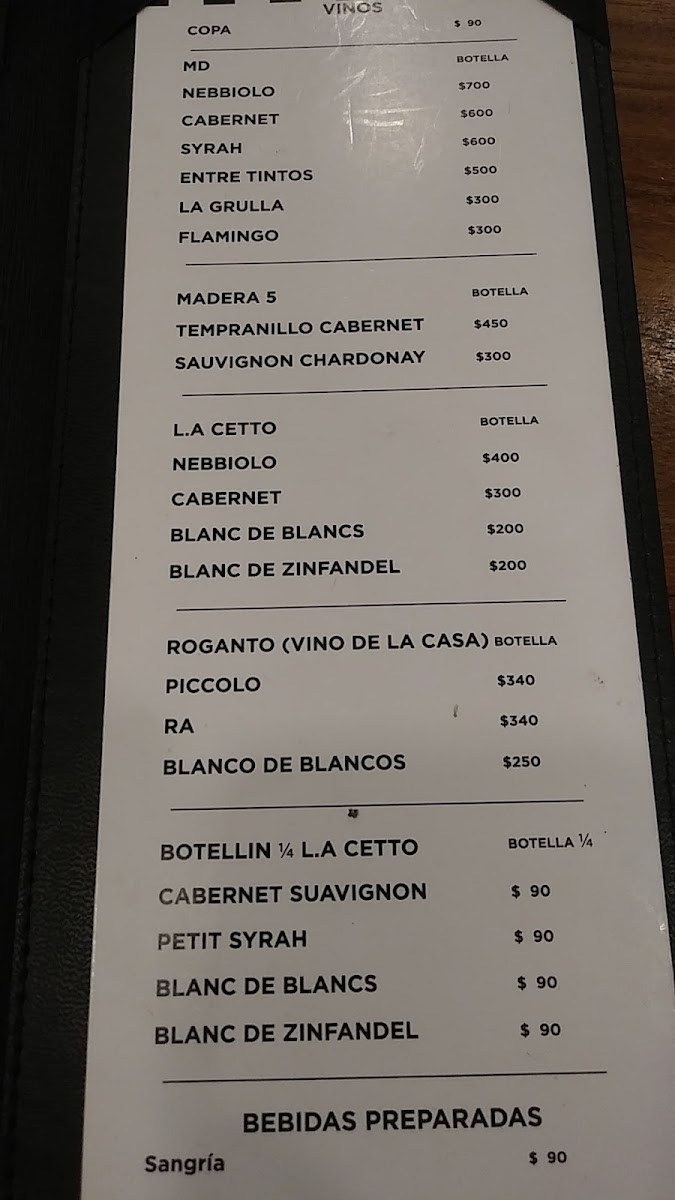 VINOS
COPA $ 90
MD BOTELLA
NEBBIOLO $700
CABERNET $600
SYRAH $600
ENTRE TINTOS $500
LA GRULLA $300
FLAMINGO $300
MADERA 5 BOTELLA
TEMPRANILLO CABERNET $450
SAUVIGNON CHARDONAY $300
L.A CETTO BOTELLA
NEBBIOLO $400
CABERNET $300
BLANC DE BLANCS $200
BLANC DE ZINFANDEL $200
ROGANTO (VINO DE LA CASA) BOTELLA
PICCOLO $340
RA $340
BLANCO DE BLANCOS $250
BOTELLIN ¼ L.A CETTO BOTELLA ¼
CABERNET SUAVIGNON $ 90
PETIT SYRAH $ 90
BLANC DE BLANCS $ 90
BLANC DE ZINFANDEL $ 90
BEBIDAS PREPARADAS
Sangría $ 90